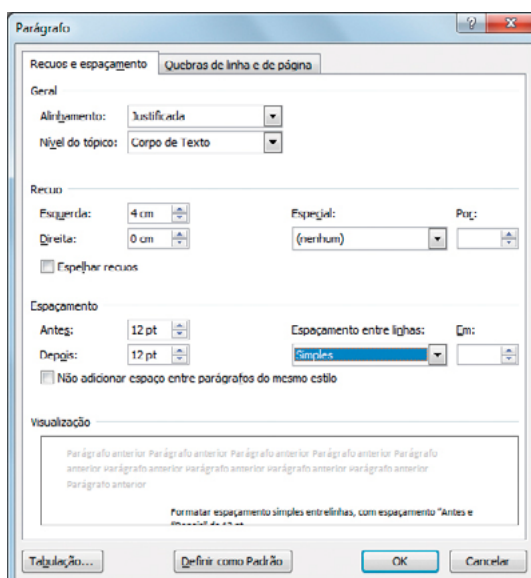 Parágrafo
Recuos e espaçamento Quebras de linha e de página
Geral
Alinhamento: Justificada
Nível do tópico: Corpo de Texto
Recuo
Esquerda: 4 cm Especial: Por:
Direita: 0 cm (nenhum)
Espelhar recuos
Espaçamento
Antes: 12 pt Espaçamento entre linhas: Em:
Depois: 12 pt Simples
Não adicionar espaço entre parágrafos do mesmo estilo
Visualização
Parágrafo anterior Parágrafo anterior Parágrafo anterior Parágrafo anterior Parágrafo
anterior Parágrafo anterior Parágrafo anterior Parágrafo anterior Parágrafo anterior
Parágrafo anterior
Formatar espaçamento simples entrelinhas, com espaçamento "Antes e
"Depois" de 12 pt
Tabulação... Definir como Padrão OK Cancelar